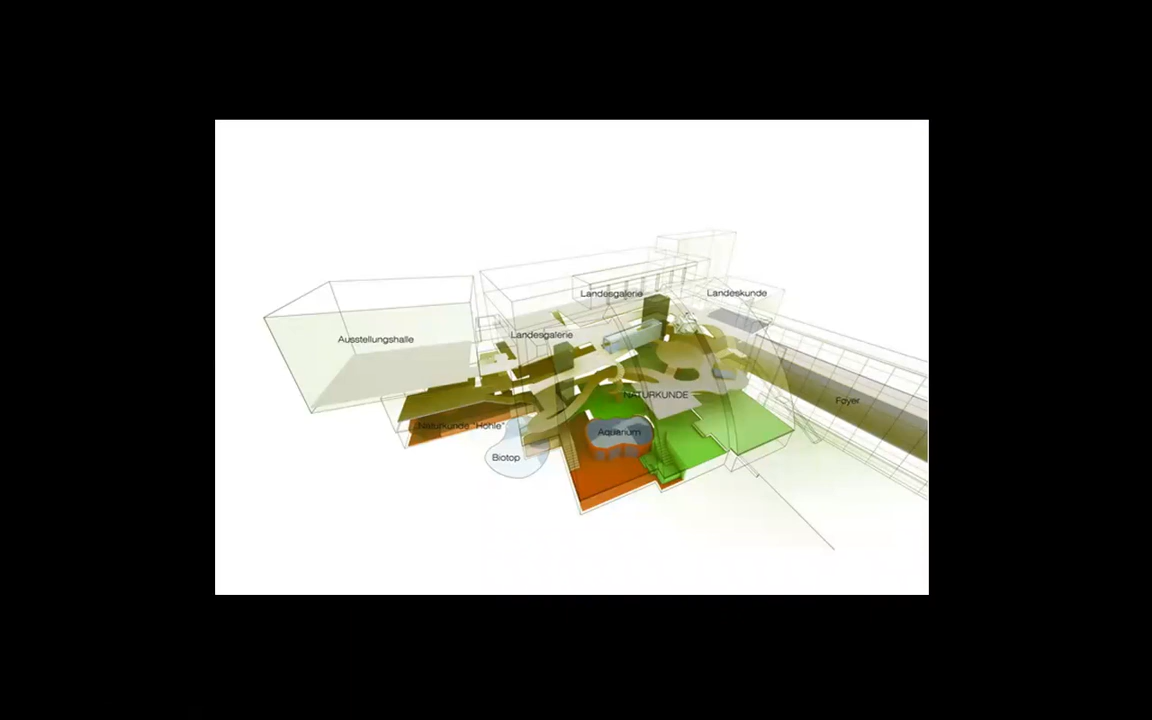 Landesgalerie
Landeskunde
Landesgalerie
Ausstellungshalle
NATURKUNDE
Foyer
Naturkunde "Höhle"
Aquarium
Biotop